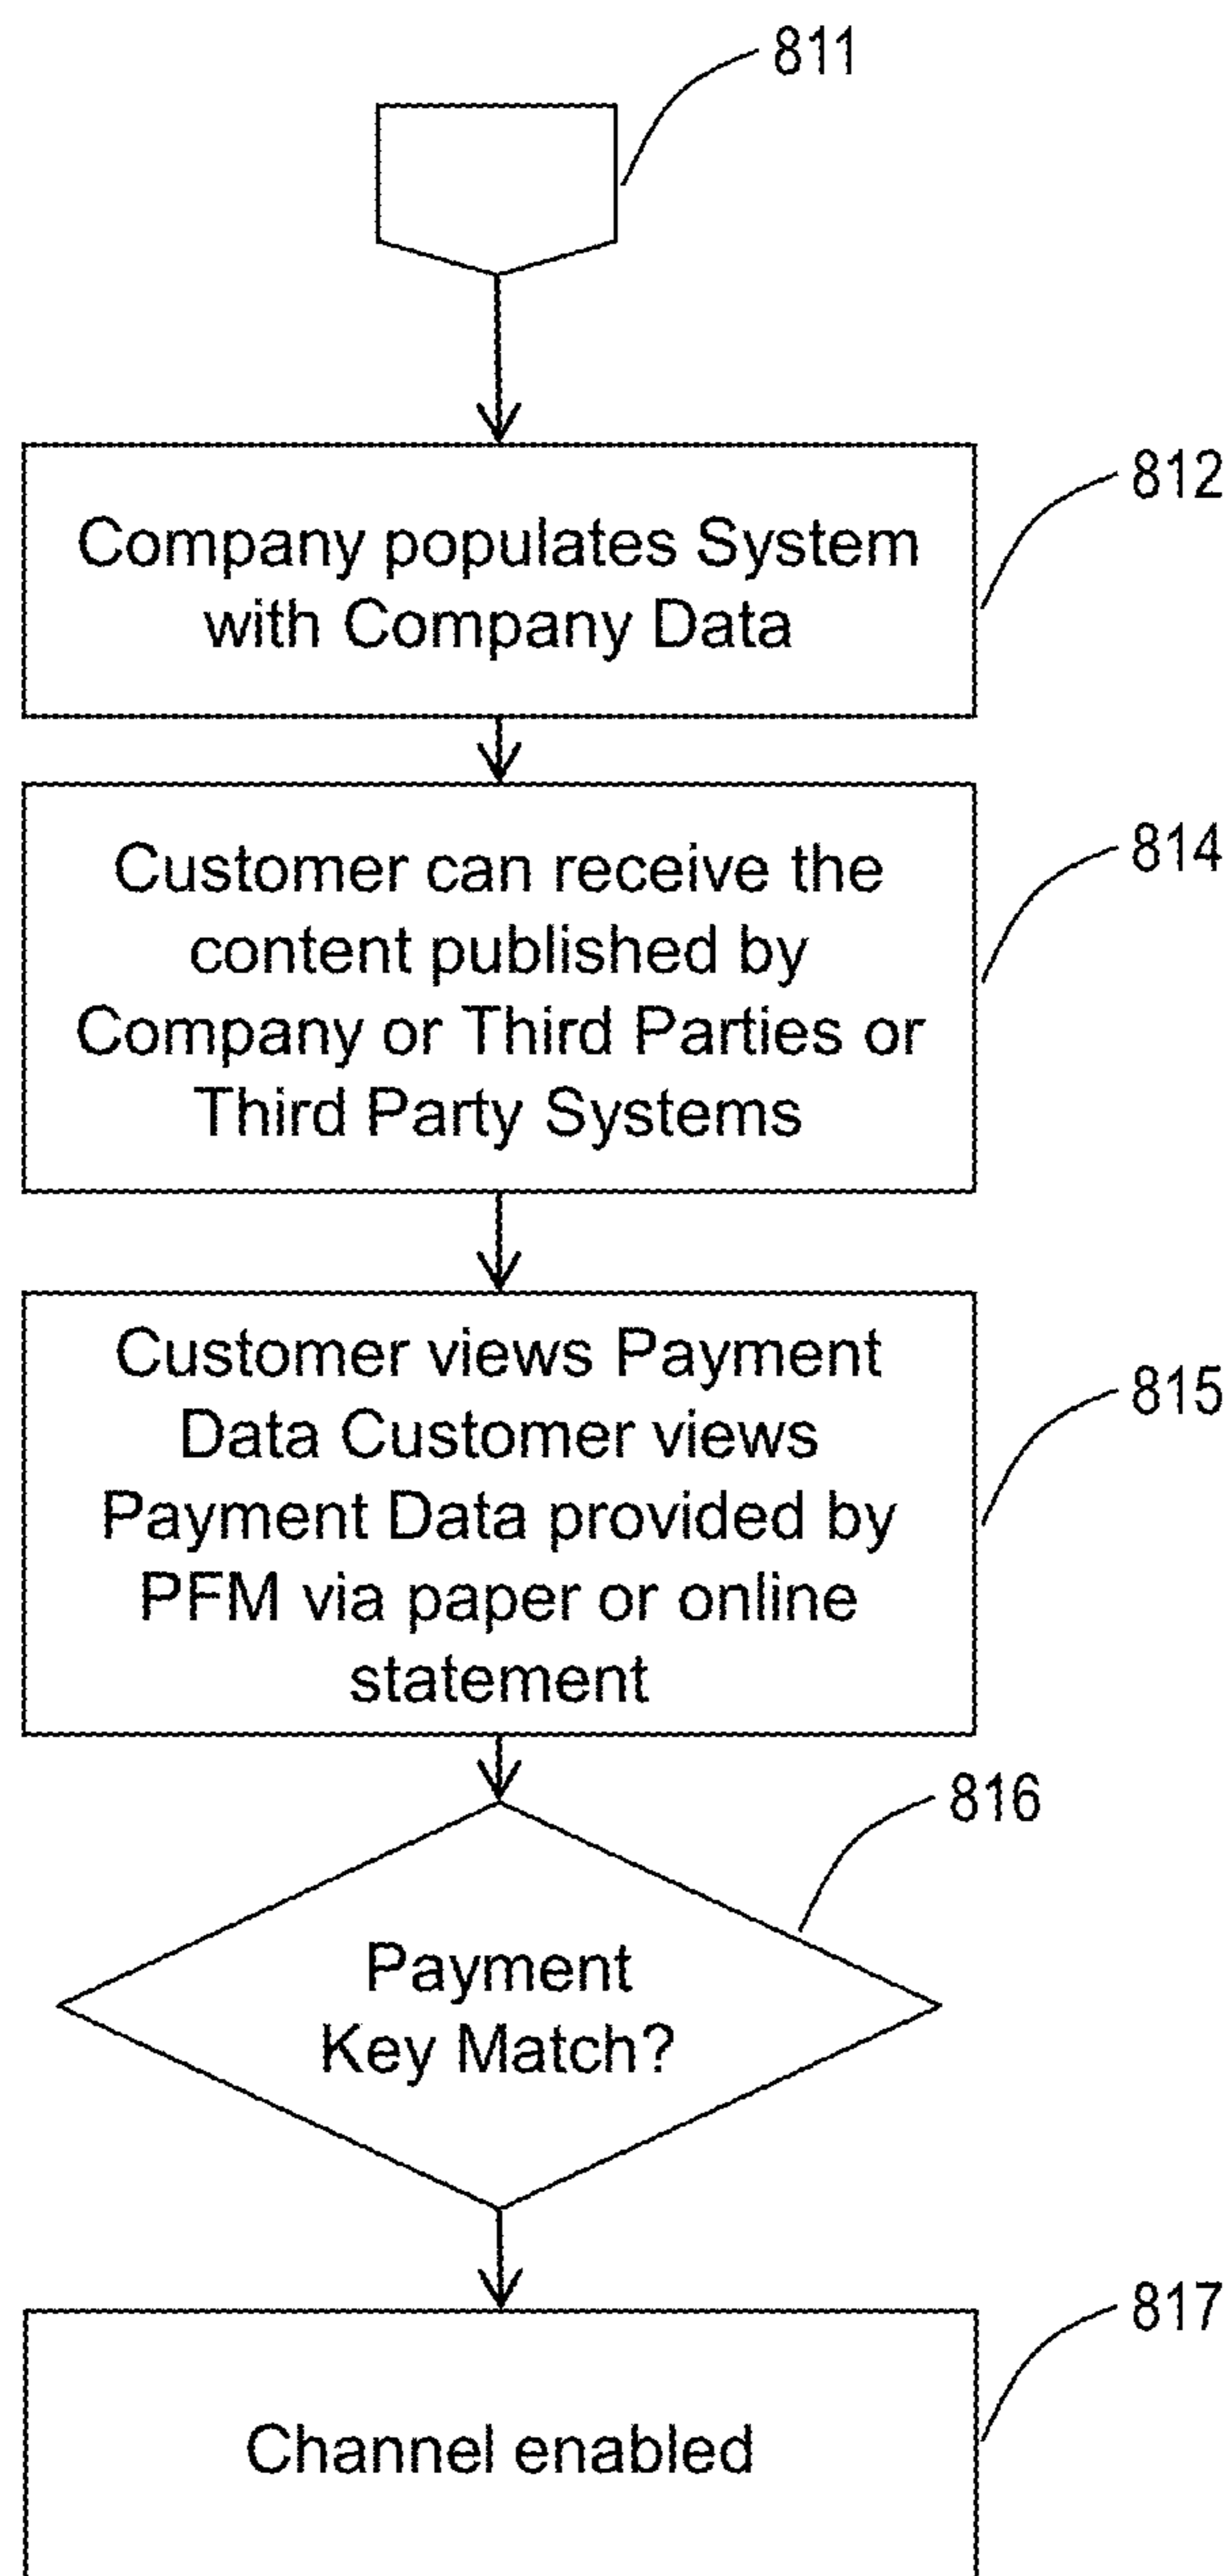 811
Company populates System
with Company Data
812
Customer can receive the
content published by
Company or Third Parties or
Third Party Systems
814
Customer views Payment
Data Customer views
Payment Data provided by
PFM via paper or online
statement
815
Payment
Key Match?
816
Channel enabled
817